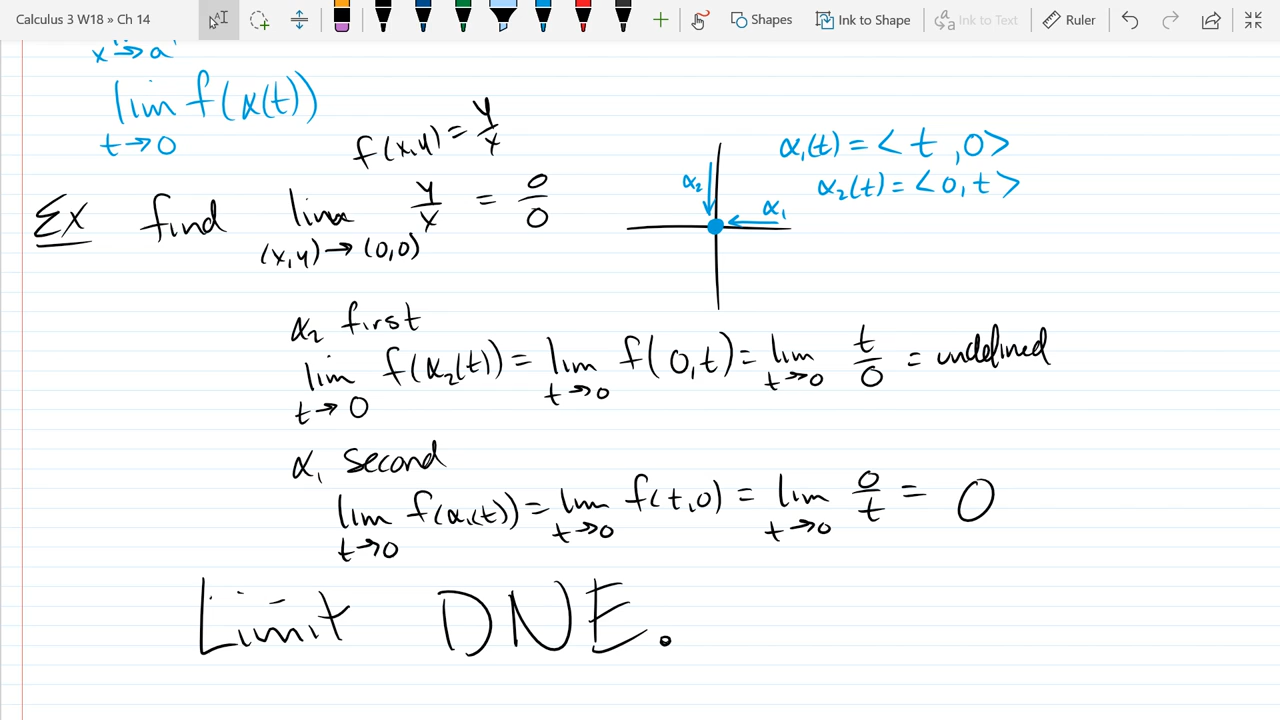 Calculus 3 W18 » Ch 14
Shapes
Ink to Shape
Ink to Text
Ruler
x → a
lim f(α(t))
t → 0
f(x,y) = y/x
α₁(t) = < t , 0 >
α₂(t) = < 0, t >
α₂
α₁
Ex find lim y/x = 0/0
(x,y) → (0,0)
α₂ first
lim f(α₂(t)) = lim f(0,t) = lim t/0 = undefined
t → 0 t → 0 t → 0
α₁ second
lim f(α₁(t)) = lim f(t,0) = lim 0/t = 0
t → 0 t → 0 t → 0
Limit DNE.